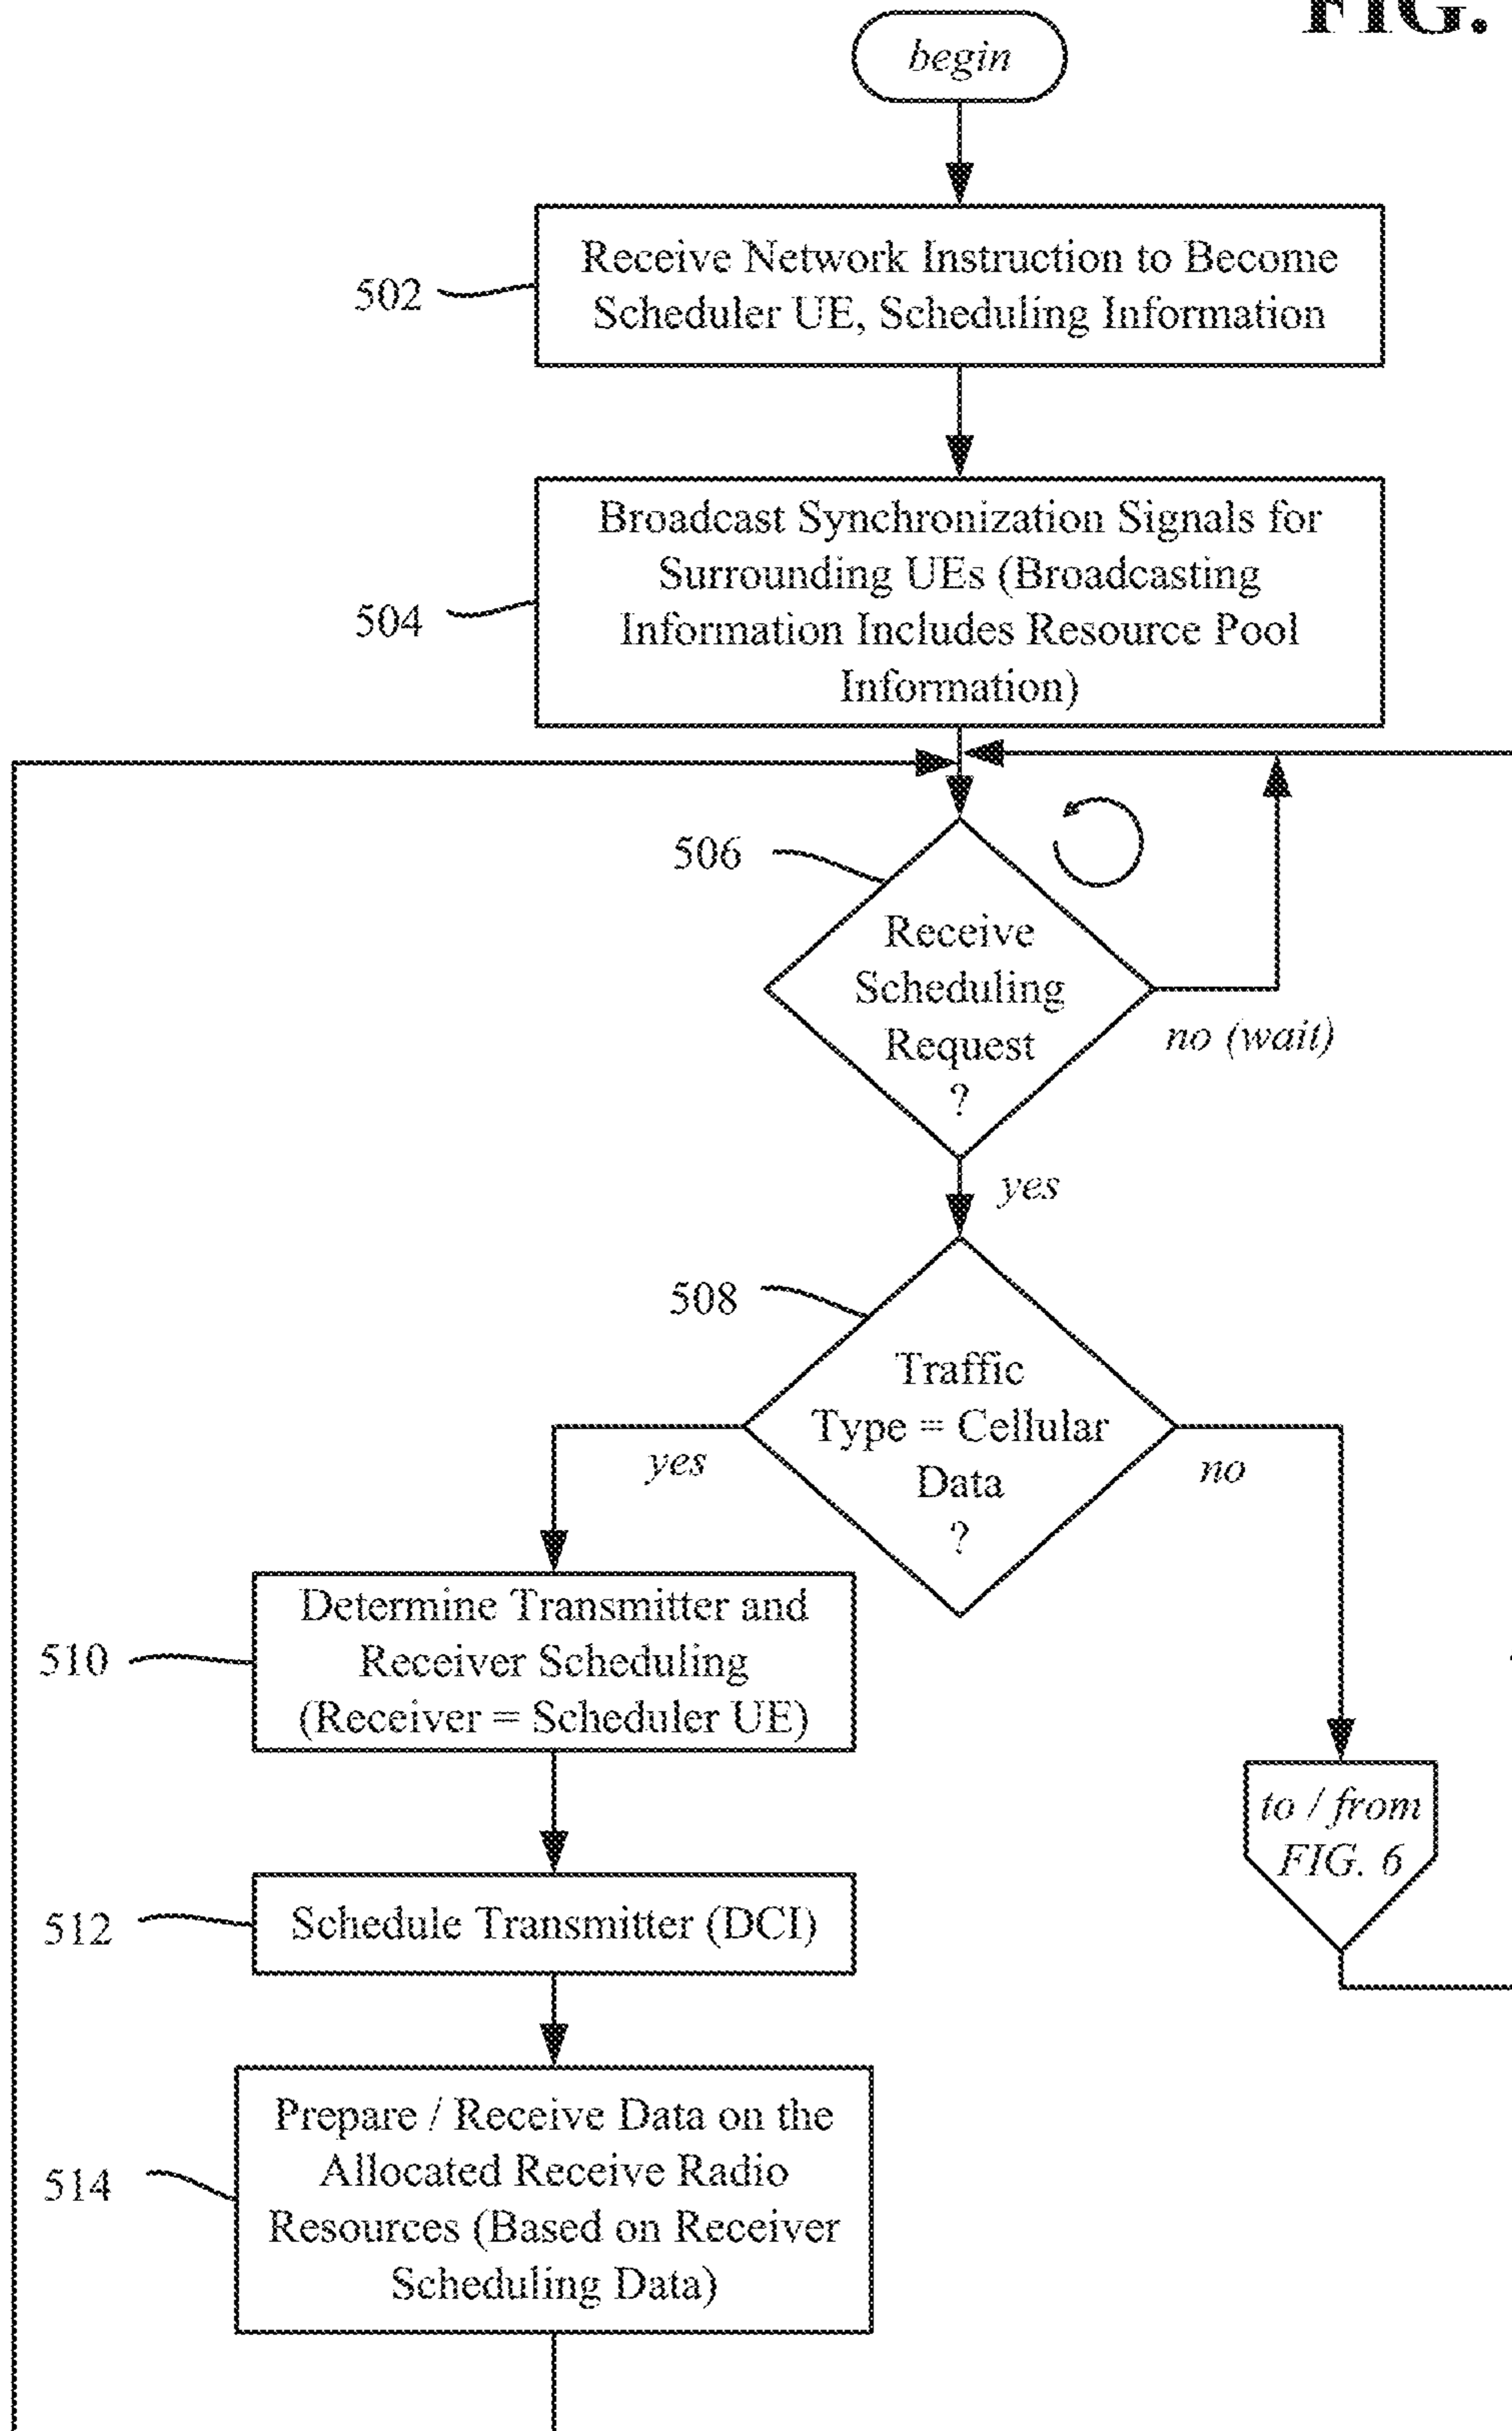 FIG.
begin
502
Receive Network Instruction to Become
Scheduler UE, Scheduling Information
504
Broadcast Synchronization Signals for
Surrounding UEs (Broadcasting
Information Includes Resource Pool
Information)
506
Receive
Scheduling
Request
?
no (wait)
yes
508
Traffic
Type = Cellular
Data
?
yes
no
510
Determine Transmitter and
Receiver Scheduling
(Receiver = Scheduler UE)
to / from
FIG. 6
512
Schedule Transmitter (DCI)
514
Prepare / Receive Data on the
Allocated Receive Radio
Resources (Based on Receiver
Scheduling Data)